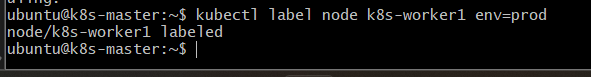 ubuntu@k8s-master:~$ kubectl label node k8s-worker1 env=prod
node/k8s-worker1 labeled
ubuntu@k8s-master:~$